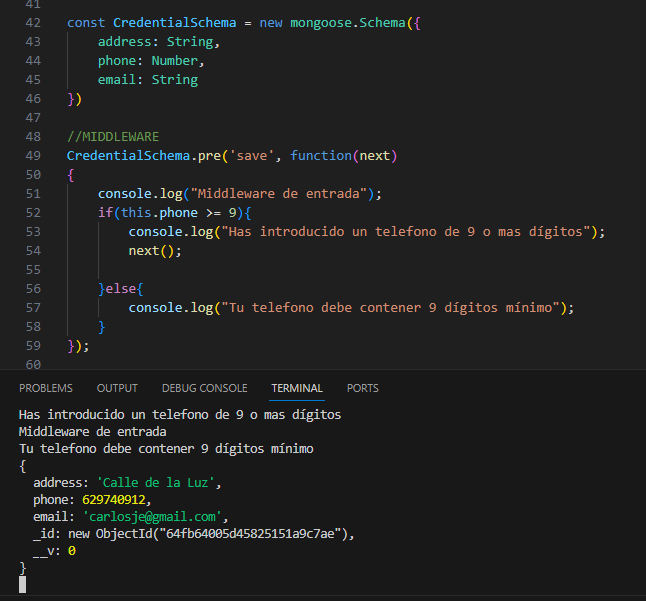 41
42 const CredentialSchema = new mongoose.Schema({
43 address: String,
44 phone: Number,
45 email: String
46 })
47
48 //MIDDLEWARE
49 CredentialSchema.pre('save', function(next)
50 {
51 console.log("Middleware de entrada");
52 if(this.phone >= 9){
53 console.log("Has introducido un telefono de 9 o mas dígitos");
54 next();
55
56 }else{
57 console.log("Tu telefono debe contener 9 dígitos mínimo");
58 }
59 });
60
PROBLEMS OUTPUT DEBUG CONSOLE TERMINAL PORTS
Has introducido un telefono de 9 o mas dígitos
Middleware de entrada
Tu telefono debe contener 9 dígitos mínimo
{
address: 'Calle de la Luz',
phone: 629740912,
email: 'carlosje@gmail.com',
_id: new ObjectId("64fb64005d45825151a9c7ae"),
__v: 0
}